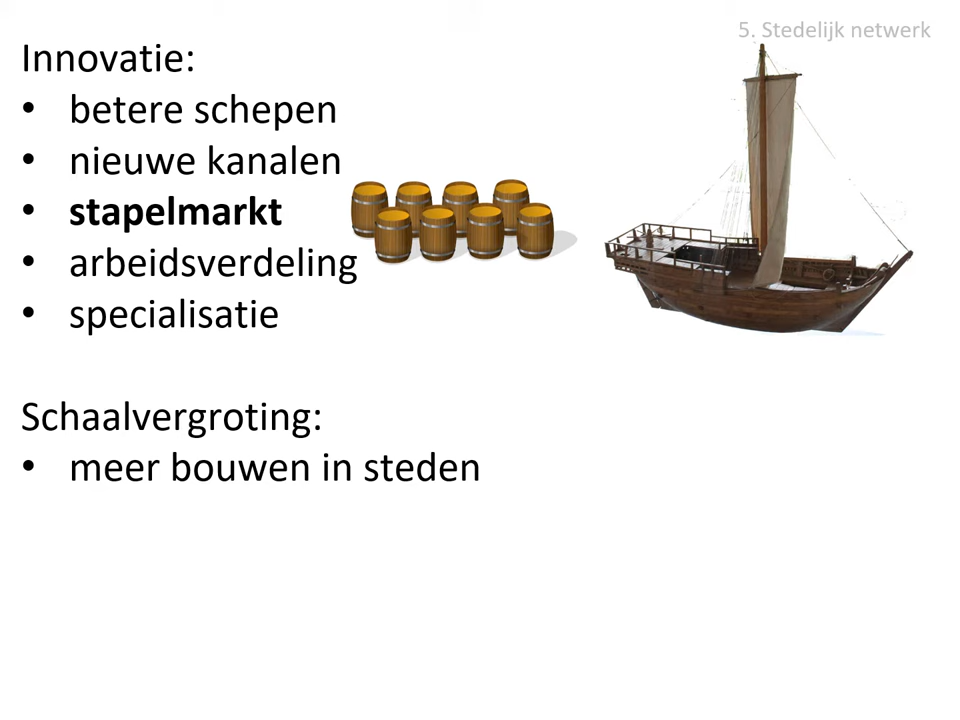 5. Stedelijk netwerk
Innovatie:
• betere schepen
• nieuwe kanalen
• stapelmarkt
• arbeidsverdeling
• specialisatie
Schaalvergroting:
• meer bouwen in steden